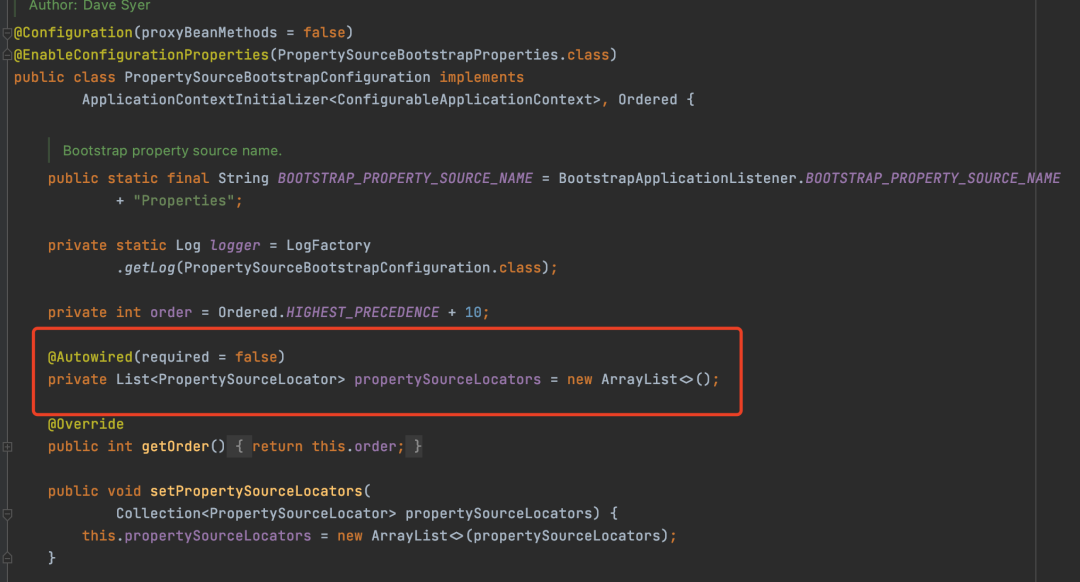 Author: Dave Syer
@Configuration(proxyBeanMethods = false)
@EnableConfigurationProperties(PropertySourceBootstrapProperties.class)
public class PropertySourceBootstrapConfiguration implements
        ApplicationContextInitializer<ConfigurableApplicationContext>, Ordered {
Bootstrap property source name.
    public static final String BOOTSTRAP_PROPERTY_SOURCE_NAME = BootstrapApplicationListener.BOOTSTRAP_PROPERTY_SOURCE_NAME
            + "Properties";
    private static Log logger = LogFactory
            .getLog(PropertySourceBootstrapConfiguration.class);
    private int order = Ordered.HIGHEST_PRECEDENCE + 10;
    @Autowired(required = false)
    private List<PropertySourceLocator> propertySourceLocators = new ArrayList<>();
    @Override
    public int getOrder() { return this.order; }
    public void setPropertySourceLocators(
            Collection<PropertySourceLocator> propertySourceLocators) {
        this.propertySourceLocators = new ArrayList<>(propertySourceLocators);
    }